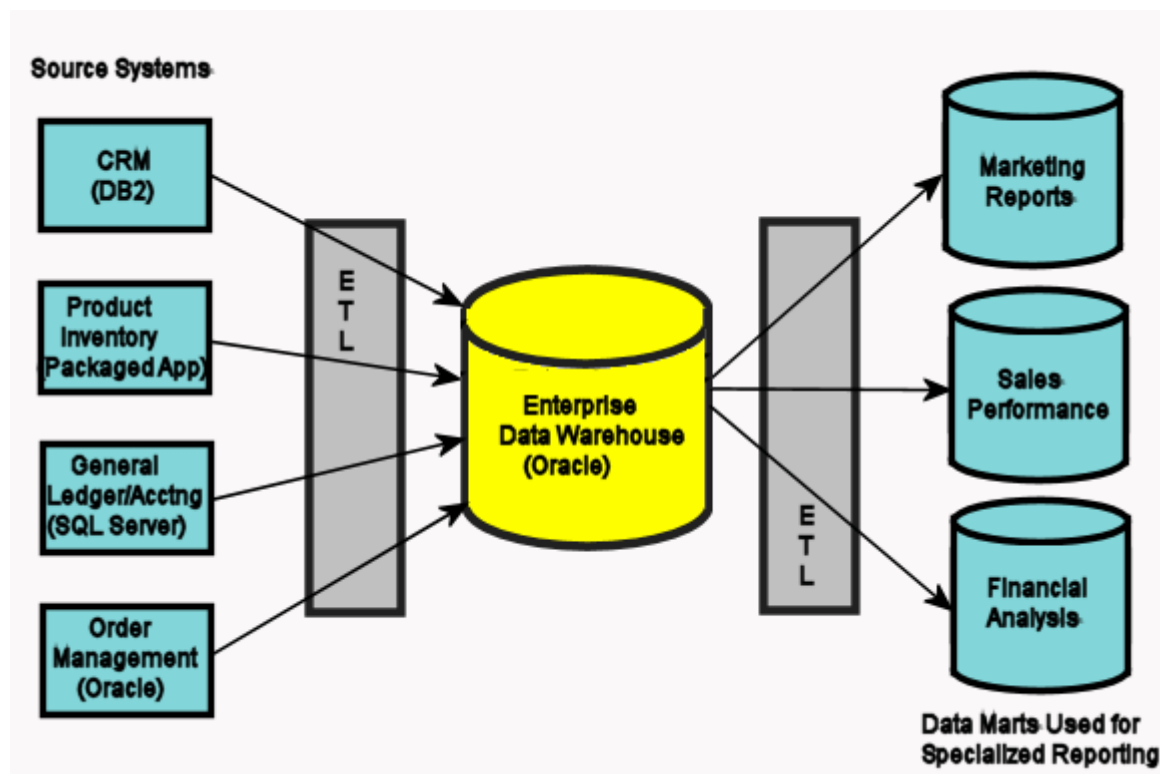 Source Systems
CRM
(DB2)
Product
Inventory
(Packaged App)
General
Ledger/Acctng
(SQL Server)
Order
Management
(Oracle)
E
T
L
Enterprise
Data Warehouse
(Oracle)
E
T
L
Marketing
Reports
Sales
Performance
Financial
Analysis
Data Marts Used for
Specialized Reporting